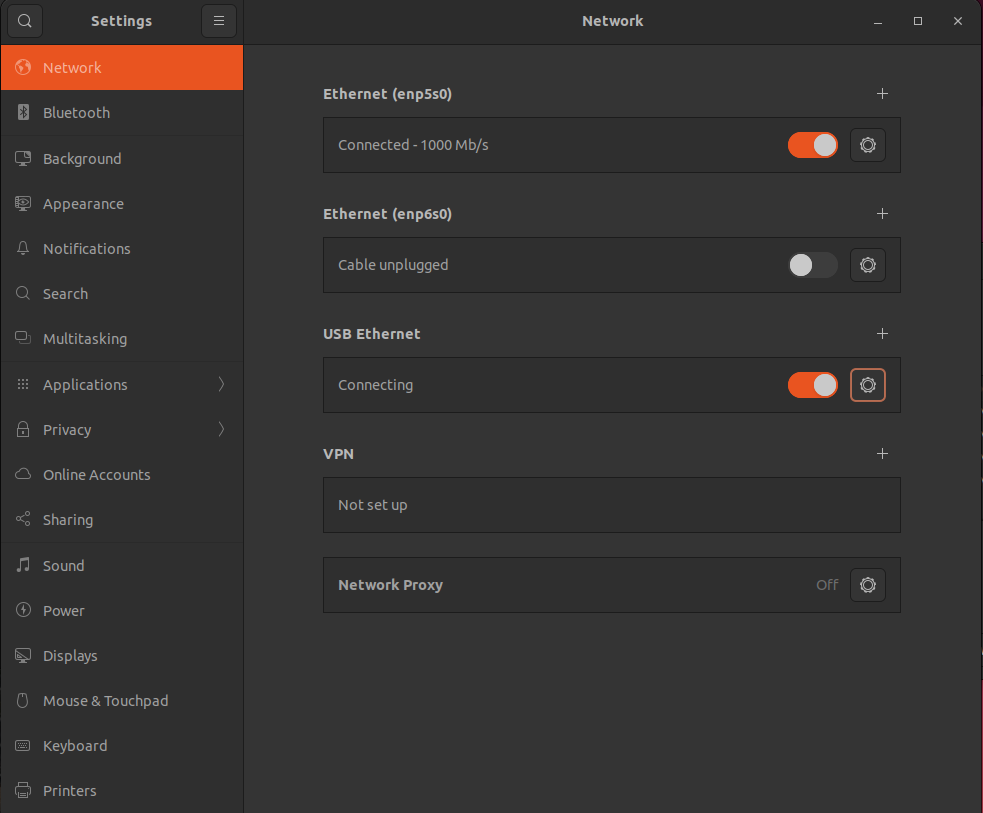 Settings
Network
Network
Bluetooth
Background
Appearance
Notifications
Search
Multitasking
Applications
Privacy
Online Accounts
Sharing
Sound
Power
Displays
Mouse & Touchpad
Keyboard
Printers
Ethernet (enp5s0)
Connected - 1000 Mb/s
Ethernet (enp6s0)
Cable unplugged
USB Ethernet
Connecting
VPN
Not set up
Network Proxy Off